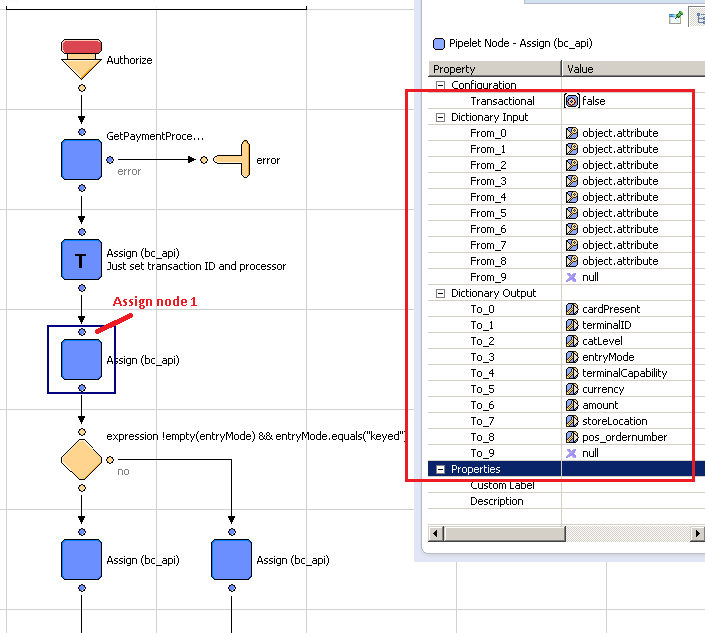 Authorize
GetPaymentProce...
error
error
T
Assign (bc_api)
Just set transaction ID and processor
Assign node 1
Assign (bc_api)
expression !empty(entryMode) && entryMode.equals("keyed")
no
Assign (bc_api)
Assign (bc_api)
Pipelet Node - Assign (bc_api)
Property Value
Configuration
Transactional false
Dictionary Input
From_0 object.attribute
From_1 object.attribute
From_2 object.attribute
From_3 object.attribute
From_4 object.attribute
From_5 object.attribute
From_6 object.attribute
From_7 object.attribute
From_8 object.attribute
From_9 null
Dictionary Output
To_0 cardPresent
To_1 terminalID
To_2 catLevel
To_3 entryMode
To_4 terminalCapability
To_5 currency
To_6 amount
To_7 storeLocation
To_8 pos_ordernumber
To_9 null
Properties
Custom Label
Description